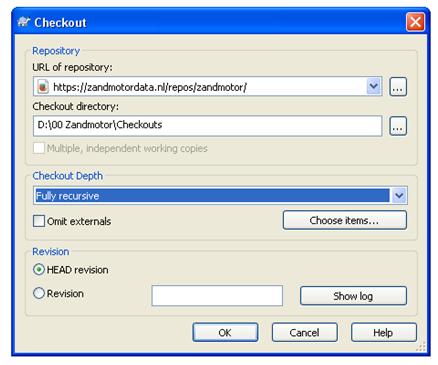 Checkout
Repository
URL of repository:
https://zandmotordata.nl/repos/zandmotor/
...
Checkout directory:
D:\00 Zandmotor\Checkouts
...
Multiple, independent working copies
Checkout Depth
Fully recursive
Omit externals
Choose items...
Revision
HEAD revision
Revision
Show log
OK Cancel Help